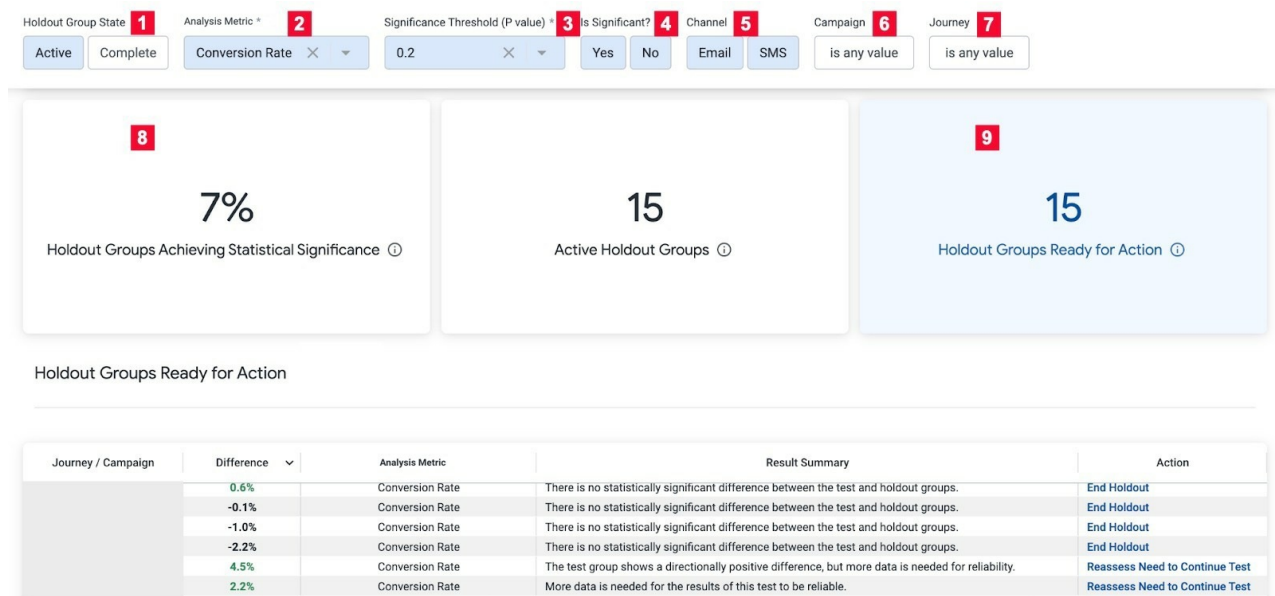 Holdout Group State 1 Analysis Metric * 2 Significance Threshold (P value) * 3 Is Significant? 4 Channel 5 Campaign 6 Journey 7
Active Complete Conversion Rate 0.2 Yes No Email SMS is any value is any value
8 9
7% 15 15
Holdout Groups Achieving Statistical Significance Active Holdout Groups Holdout Groups Ready for Action
Holdout Groups Ready for Action
Journey / Campaign Difference Analysis Metric Result Summary Action
0.6% Conversion Rate There is no statistically significant difference between the test and holdout groups. End Holdout
-0.1% Conversion Rate There is no statistically significant difference between the test and holdout groups. End Holdout
-1.0% Conversion Rate There is no statistically significant difference between the test and holdout groups. End Holdout
-2.2% Conversion Rate There is no statistically significant difference between the test and holdout groups. End Holdout
4.5% Conversion Rate The test group shows a directionally positive difference, but more data is needed for reliability. Reassess Need to Continue Test
2.2% Conversion Rate More data is needed for the results of this test to be reliable. Reassess Need to Continue Test